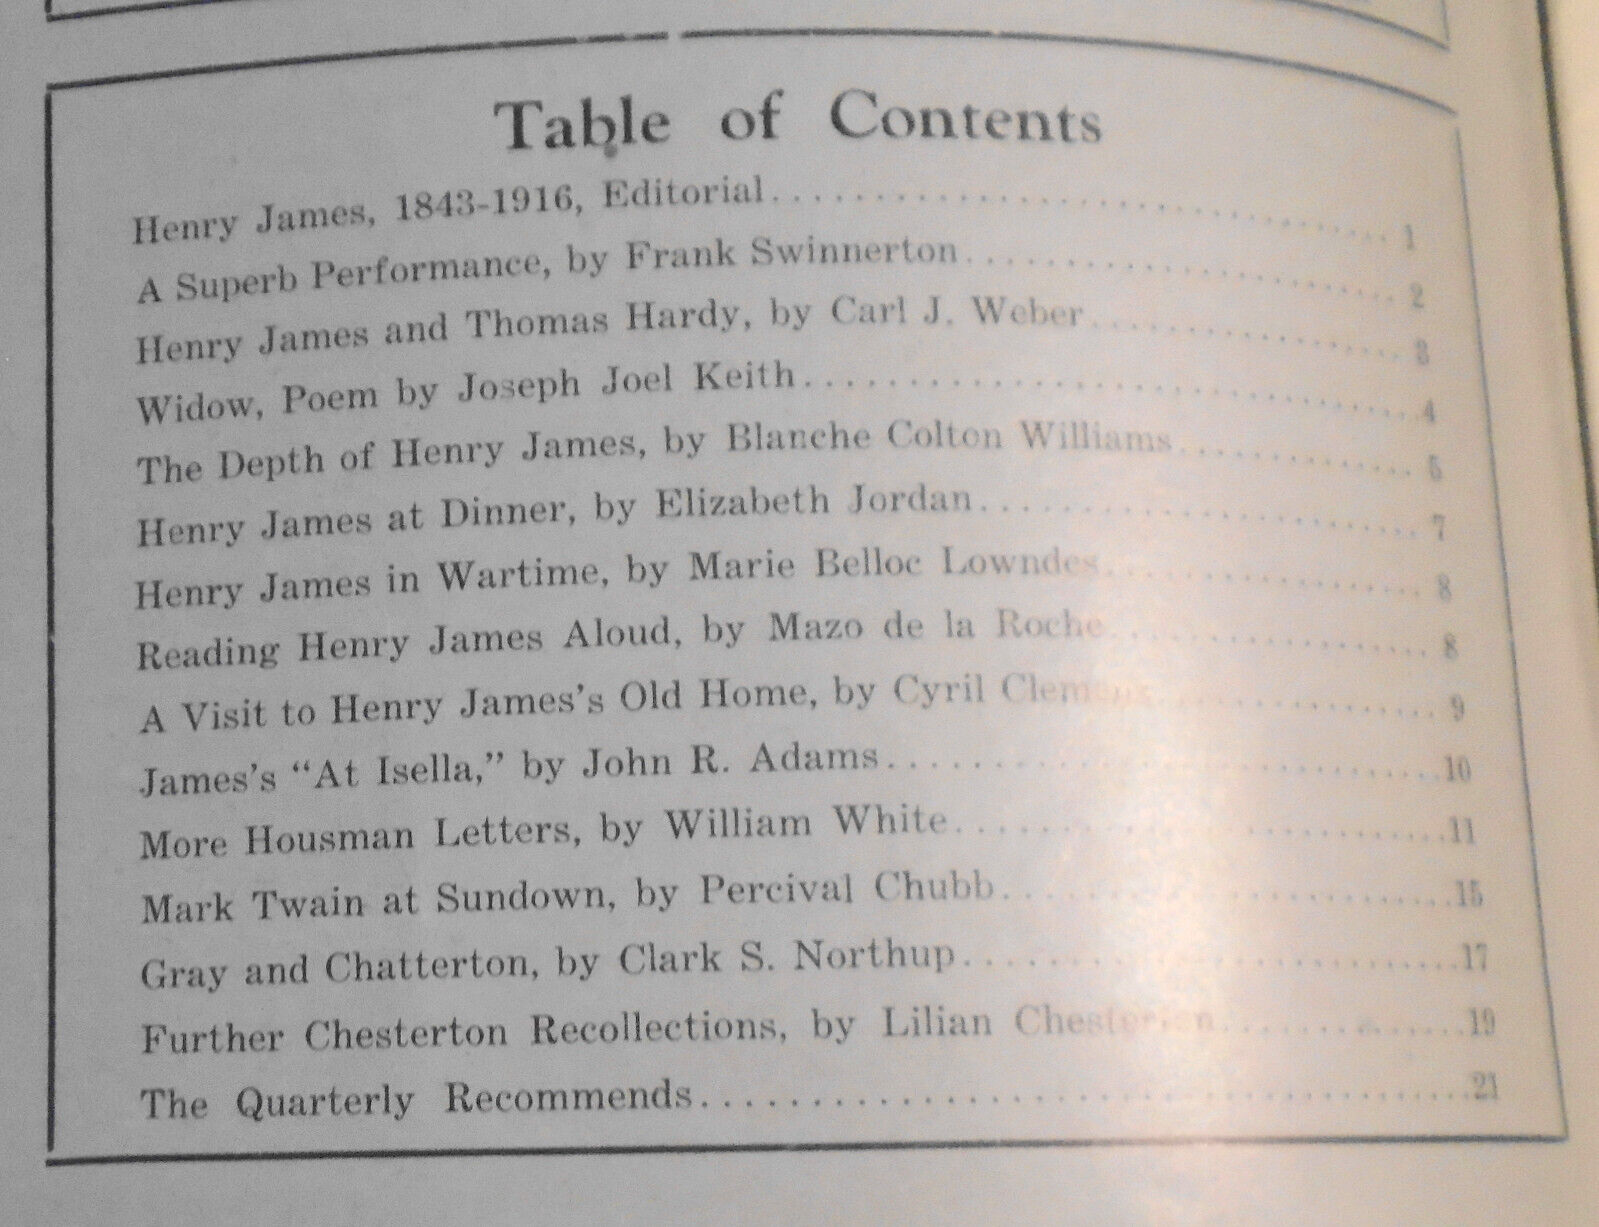 Table of Contents
Henry James, 1843-1916, Editorial.................................. 1
A Superb Performance, by Frank Swinnerton......................... 2
Henry James and Thomas Hardy, by Carl J. Weber.................... 3
Widow, Poem by Joseph Joel Keith..................................4
The Depth of Henry James, by Blanche Colton Williams.............. 5
Henry James at Dinner, by Elizabeth Jordan........................ 7
Henry James in Wartime, by Marie Belloc Lowndes................... 8
Reading Henry James Aloud, by Mazo de la Roche.................... 8
A Visit to Henry James's Old Home, by Cyril Clemens............... 9
James's “At Isella,” by John R. Adams.............................10
More Housman Letters, by William White............................11
Mark Twain at Sundown, by Percival Chubb..........................15
Gray and Chatterton, by Clark S. Northup..........................17
Further Chesterton Recollections, by Lilian Chesterton............19
The Quarterly Recommends..........................................21